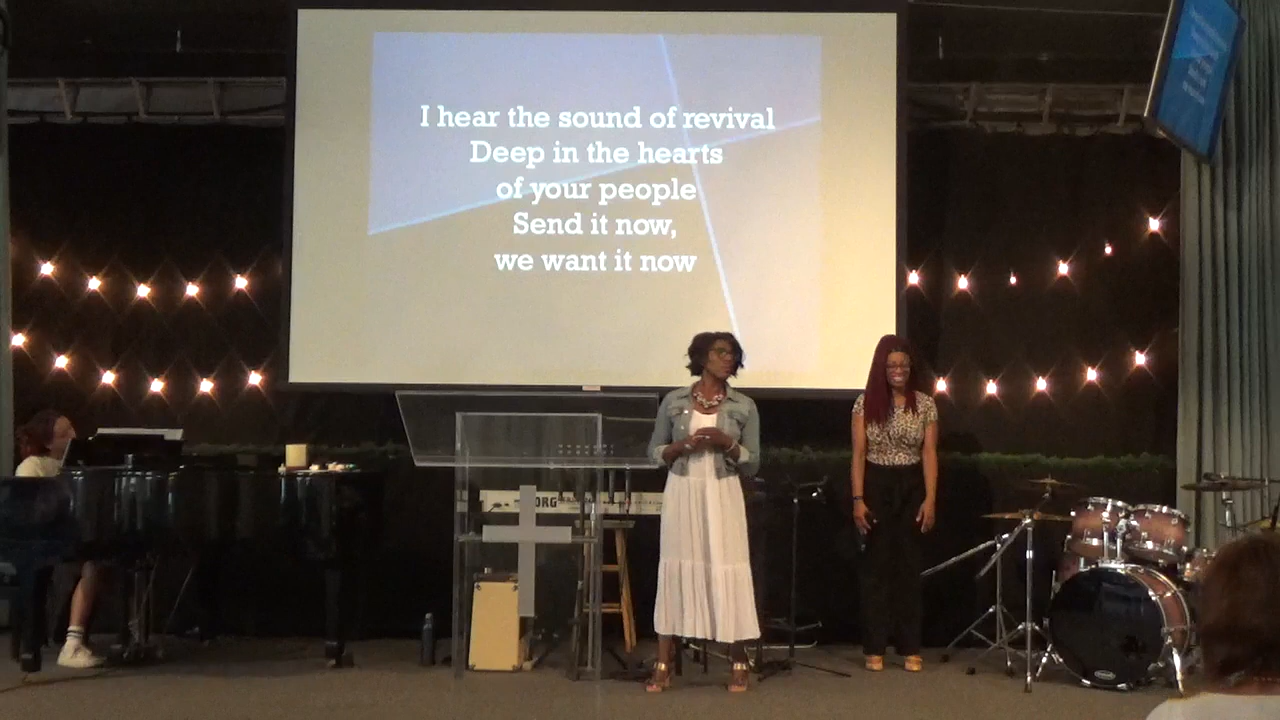 I hear the sound of revival
Deep in the hearts
of your people
Send it now,
we want it now
KORG